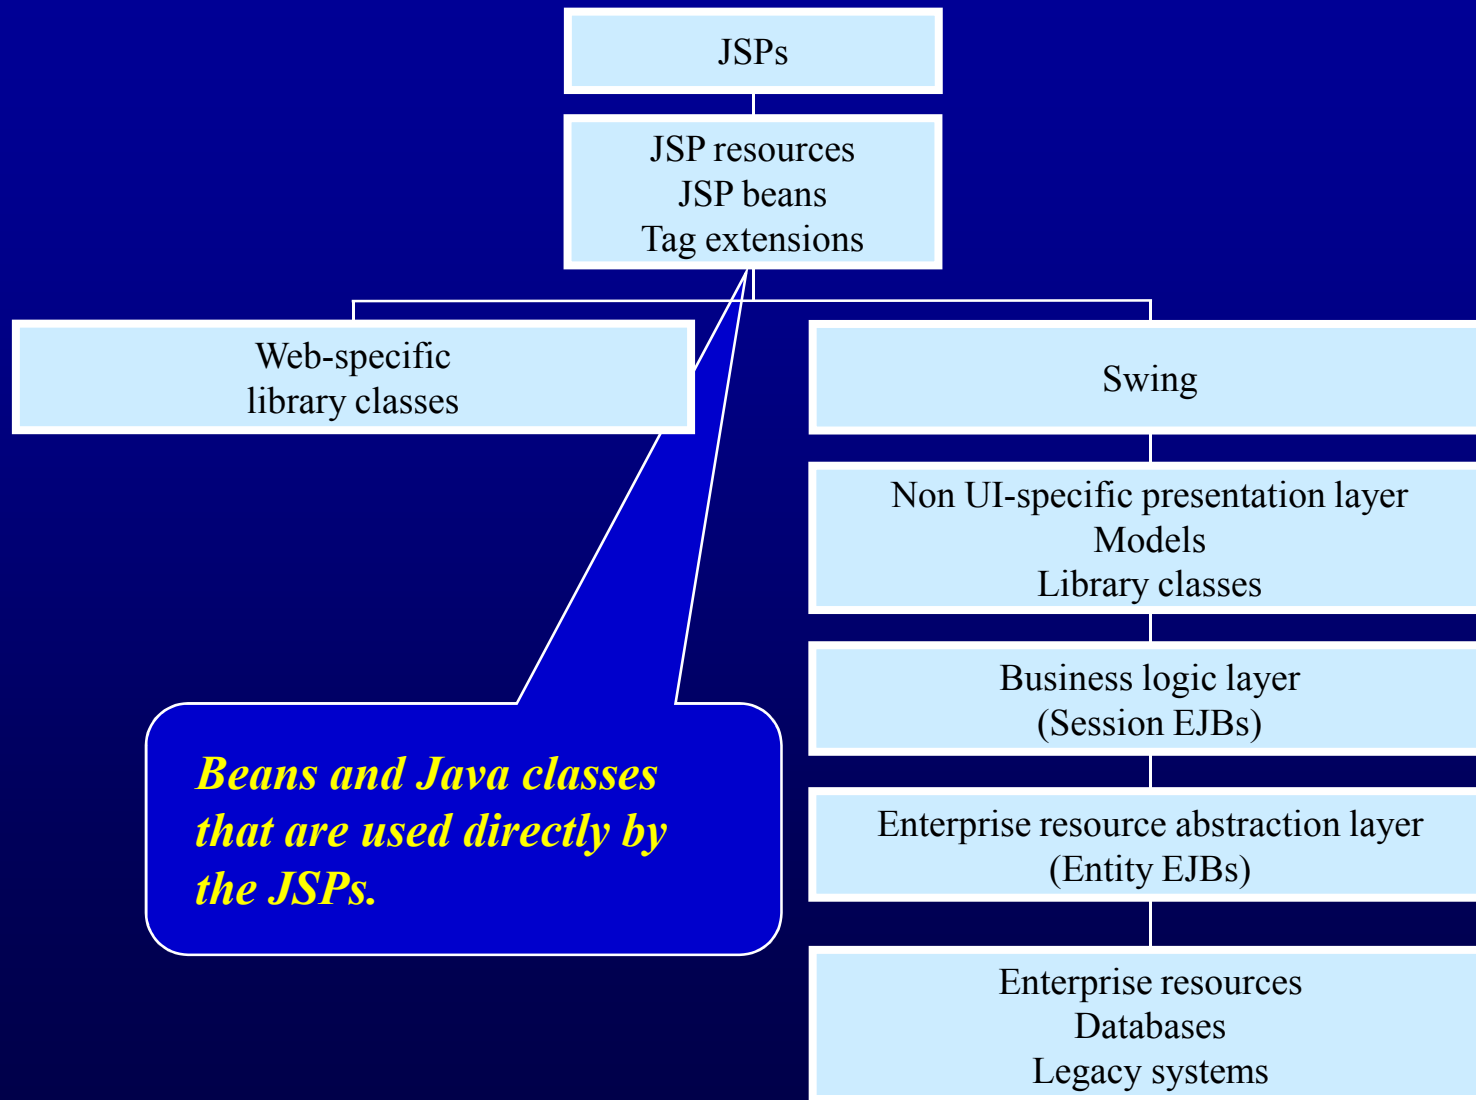 JSPs
JSP resources
JSP beans
Tag extensions
Web-specific
library classes
Swing
Non UI-specific presentation layer
Models
Library classes
Business logic layer
(Session EJBs)
Beans and Java classes
that are used directly by
the JSPs.
Enterprise resource abstraction layer
(Entity EJBs)
Enterprise resources
Databases
Legacy systems